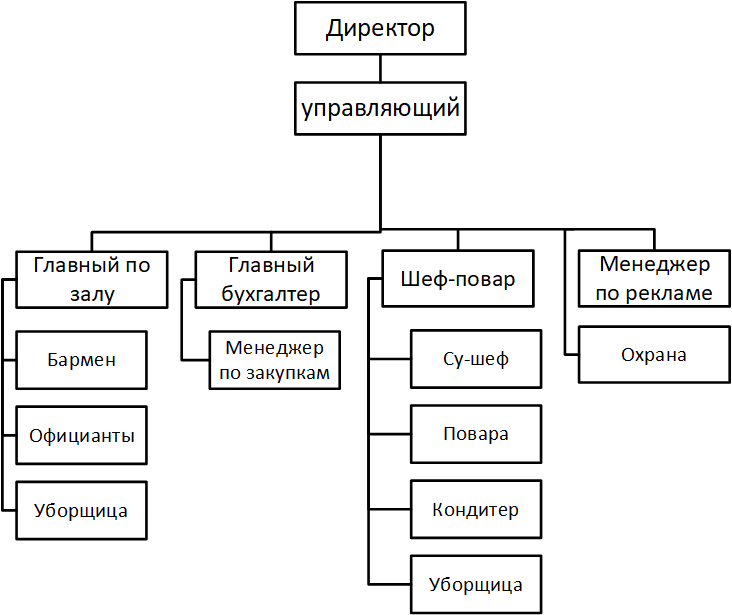 Директор
управляющий
Главный по
залу
Главный
бухгалтер
Шеф-повар
Менеджер
по рекламе
Бармен
Менеджер
по закупкам
Су-шеф
Охрана
Официанты
Повара
Уборщица
Кондитер
Уборщица